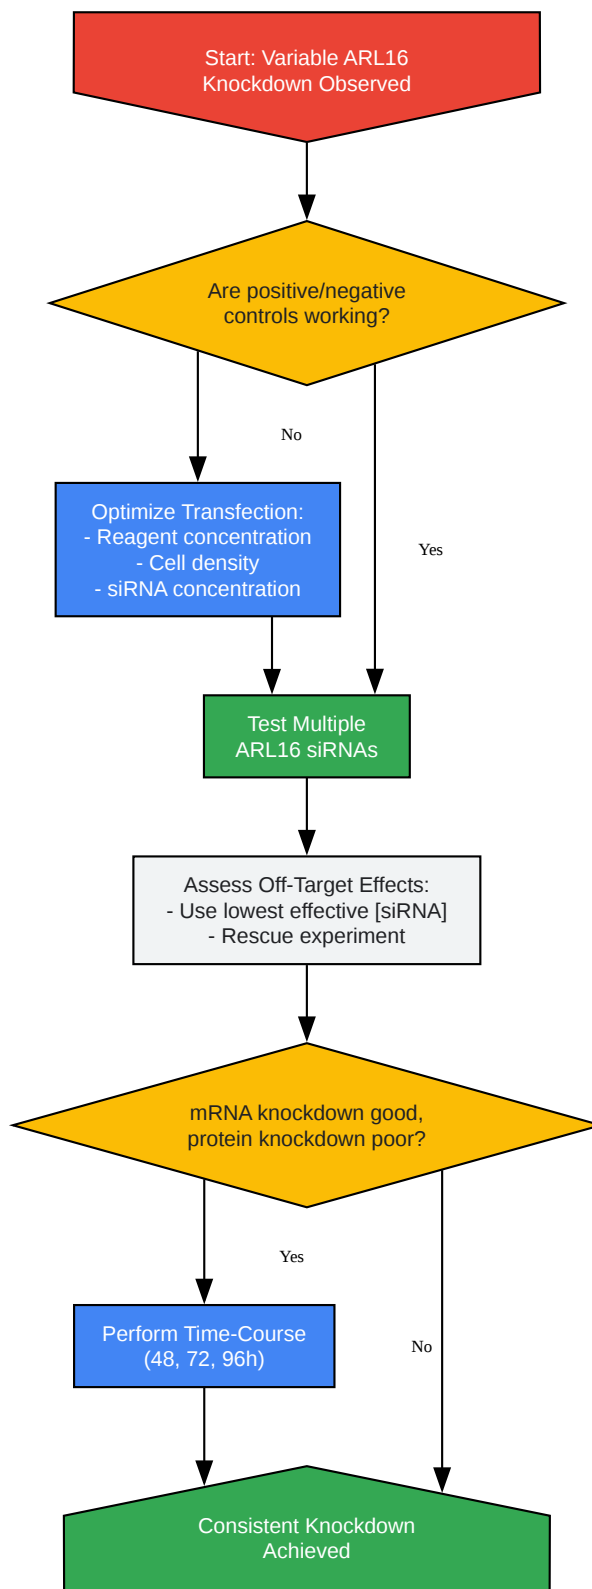 Start: Variable ARL16
Knockdown Observed
Are positive/negative
controls working?
No
Optimize Transfection:
- Reagent concentration
- Cell density
- siRNA concentration
Yes
Test Multiple
ARL16 siRNAs
Assess Off-Target Effects:
- Use lowest effective [siRNA]
- Rescue experiment
mRNA knockdown good,
protein knockdown poor?
Yes
Perform Time-Course
(48, 72, 96h)
No
Consistent Knockdown
Achieved